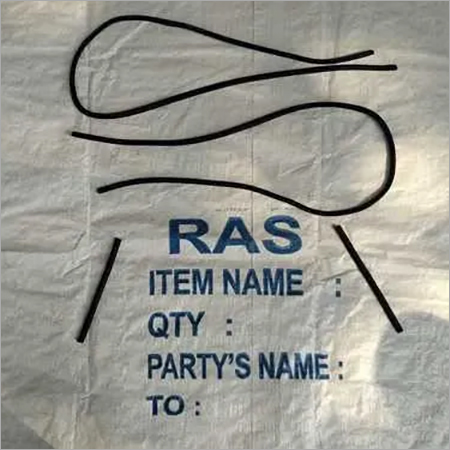 RAS
ITEM NAME :
QTY :
PARTY'S NAME :
TO :